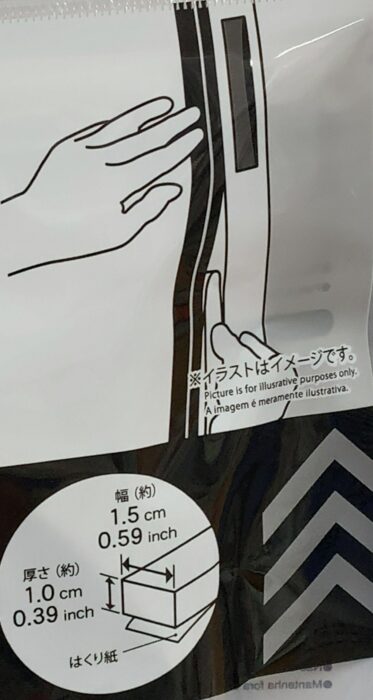 ※イラストはイメージです。
Picture is for illusrative purposes only.
A imagem é meramente ilustrativa.
幅(約)
1.5 cm
0.59 inch
厚さ(約)
1.0 cm
0.39 inch
はくり紙